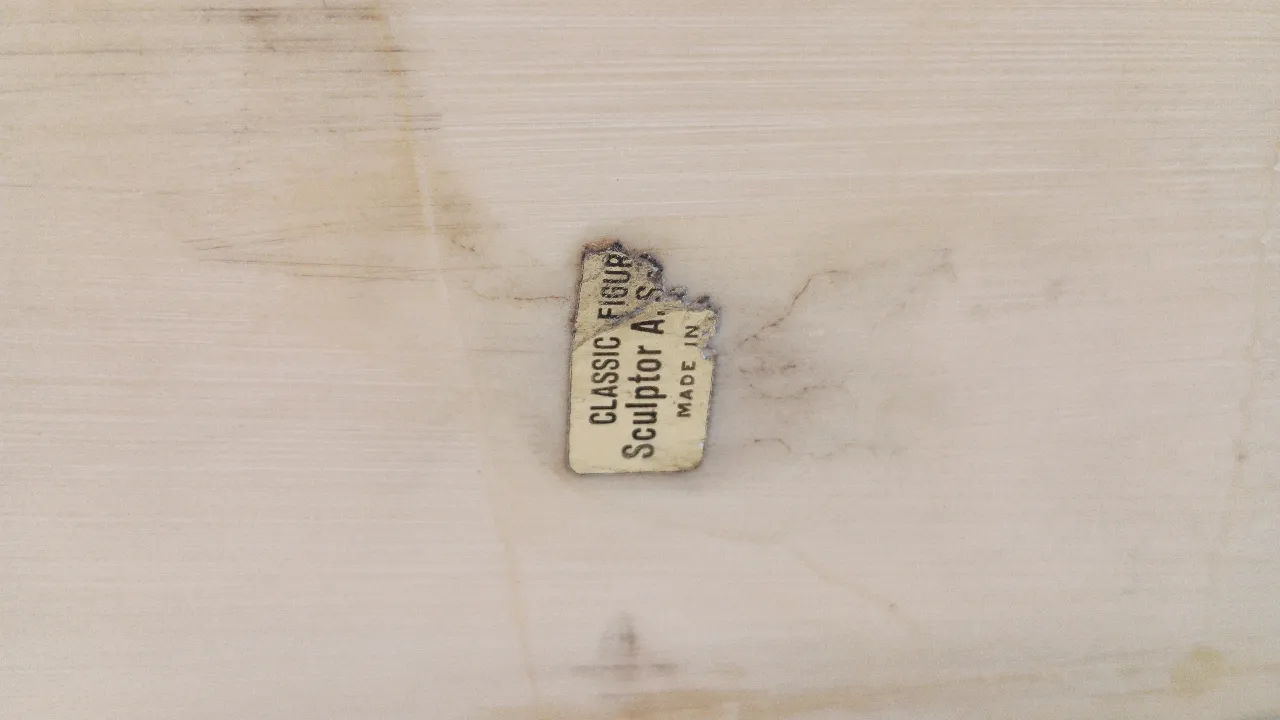 CLASSIC FIGUR
Sculptor A. S
MADE IN